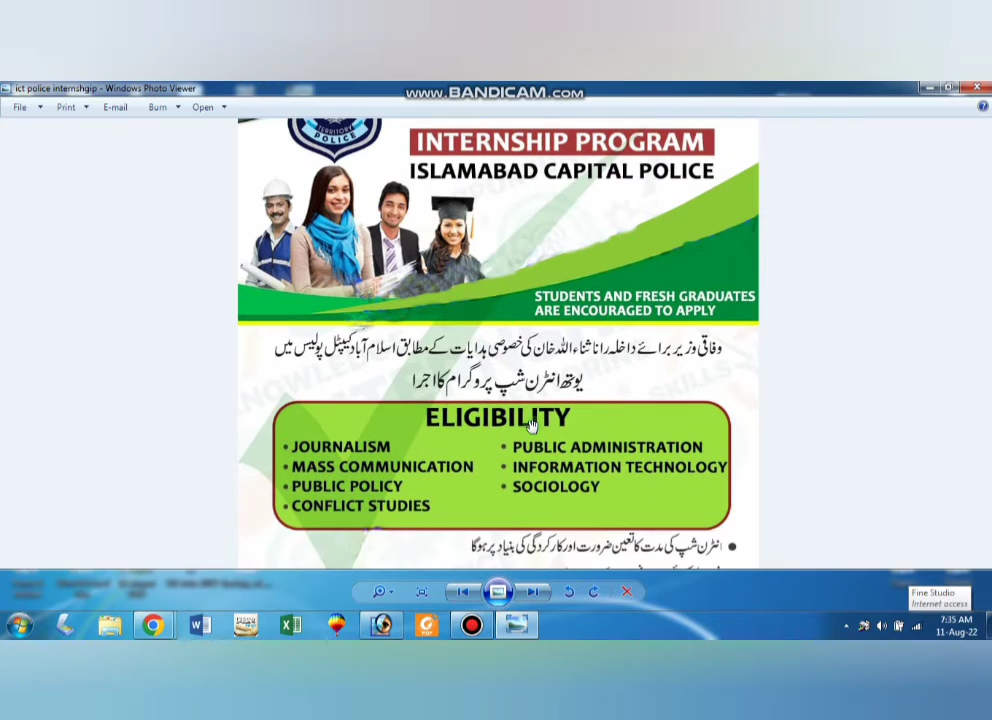 ict police internshgip - Windows Photo Viewer
www.BANDICAM.com
File Print E-mail Burn Open
TERRITORY
POLICE
INTERNSHIP PROGRAM
ISLAMABAD CAPITAL POLICE
STUDENTS AND FRESH GRADUATES
ARE ENCOURAGED TO APPLY
وفاقی وزیر برائے داخلہ رانا ثناء اللہ خان کی خصوصی ہدایات کے مطابق اسلام آباد کیپٹل پولیس میں
یوتھ انٹرن شپ پروگرام کا اجرا
ELIGIBILITY
• JOURNALISM
• MASS COMMUNICATION
• PUBLIC POLICY
• CONFLICT STUDIES
• PUBLIC ADMINISTRATION
• INFORMATION TECHNOLOGY
• SOCIOLOGY
● انٹرن شپ کی مدت کا تعین ضرورت اور کارکردگی کی بنیاد پر ہوگا
Fine Studio
Internet access
7:35 AM
11-Aug-22